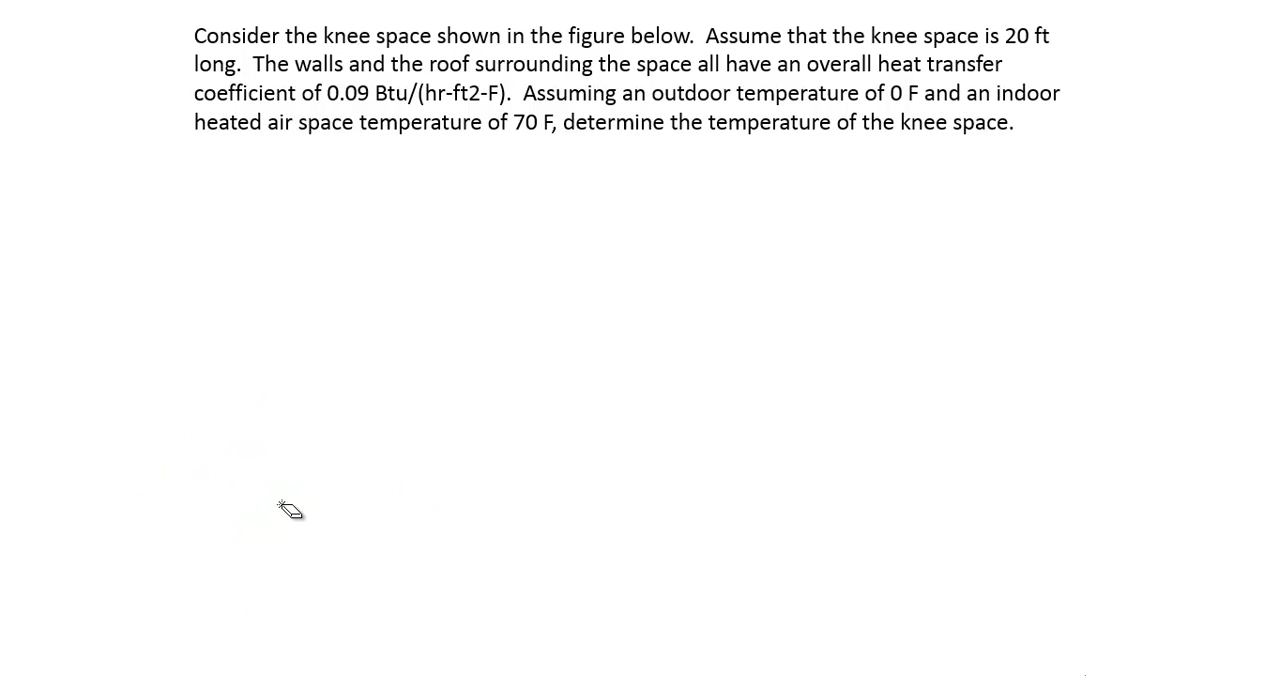 Consider the knee space shown in the figure below.  Assume that the knee space is 20 ft
long.  The walls and the roof surrounding the space all have an overall heat transfer
coefficient of 0.09 Btu/(hr-ft2-F).  Assuming an outdoor temperature of 0 F and an indoor
heated air space temperature of 70 F, determine the temperature of the knee space.